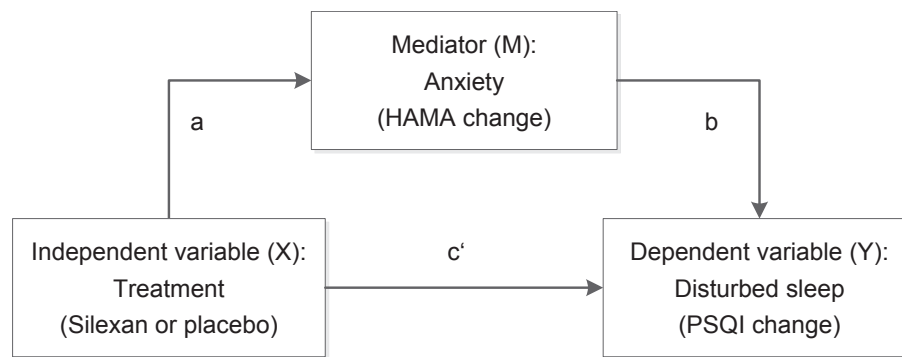 Mediator (M):
Anxiety
(HAMA change)
a
b
Independent variable (X):
Treatment
(Silexan or placebo)
c‘
Dependent variable (Y):
Disturbed sleep
(PSQI change)